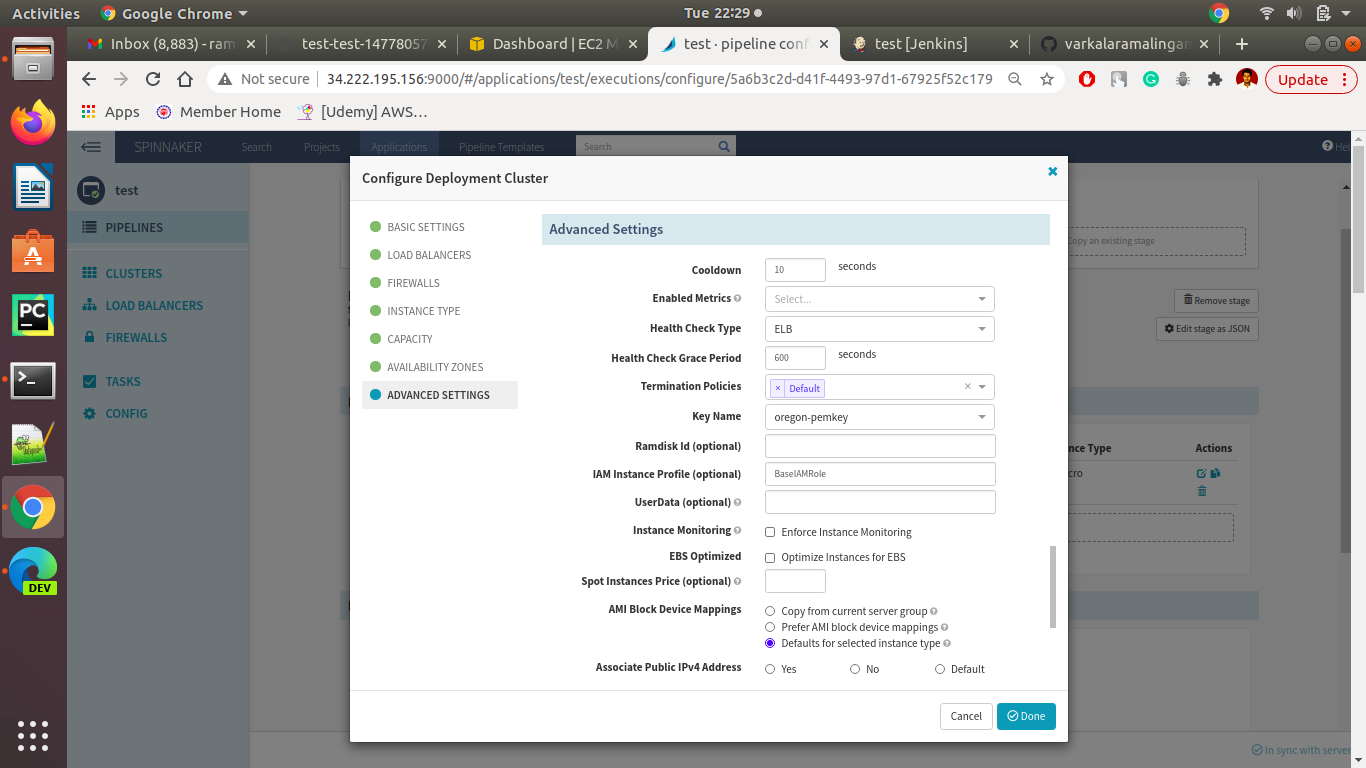 Activities
Google Chrome
Tue 22:29
Inbox (8,883) - ram
test-test-14778057
Dashboard | EC2 M
test · pipeline conf
test [Jenkins]
varkalaramalingam
Not secure
34.222.195.156:9000/#/applications/test/executions/configure/5a6b3c2d-d41f-4493-97d1-67925f52c179
Update
Apps
Member Home
[Udemy] AWS…
SPINNAKER
Search
Projects
Applications
Pipeline Templates
Search
Hel
test
PIPELINES
CLUSTERS
LOAD BALANCERS
FIREWALLS
TASKS
CONFIG
Copy an existing stage
Remove stage
Edit stage as JSON
nce Type
Actions
cro
In sync with server
Configure Deployment Cluster
BASIC SETTINGS
LOAD BALANCERS
FIREWALLS
INSTANCE TYPE
CAPACITY
AVAILABILITY ZONES
ADVANCED SETTINGS
Advanced Settings
Cooldown 10 seconds
Enabled Metrics Select...
Health Check Type ELB
Health Check Grace Period 600 seconds
Termination Policies × Default ×
Key Name oregon-pemkey
Ramdisk Id (optional)
IAM Instance Profile (optional) BaseIAMRole
UserData (optional)
Instance Monitoring Enforce Instance Monitoring
EBS Optimized Optimize Instances for EBS
Spot Instances Price (optional)
AMI Block Device Mappings Copy from current server group
Prefer AMI block device mappings
Defaults for selected instance type
Associate Public IPv4 Address Yes No Default
Cancel
Done
DEV
PC